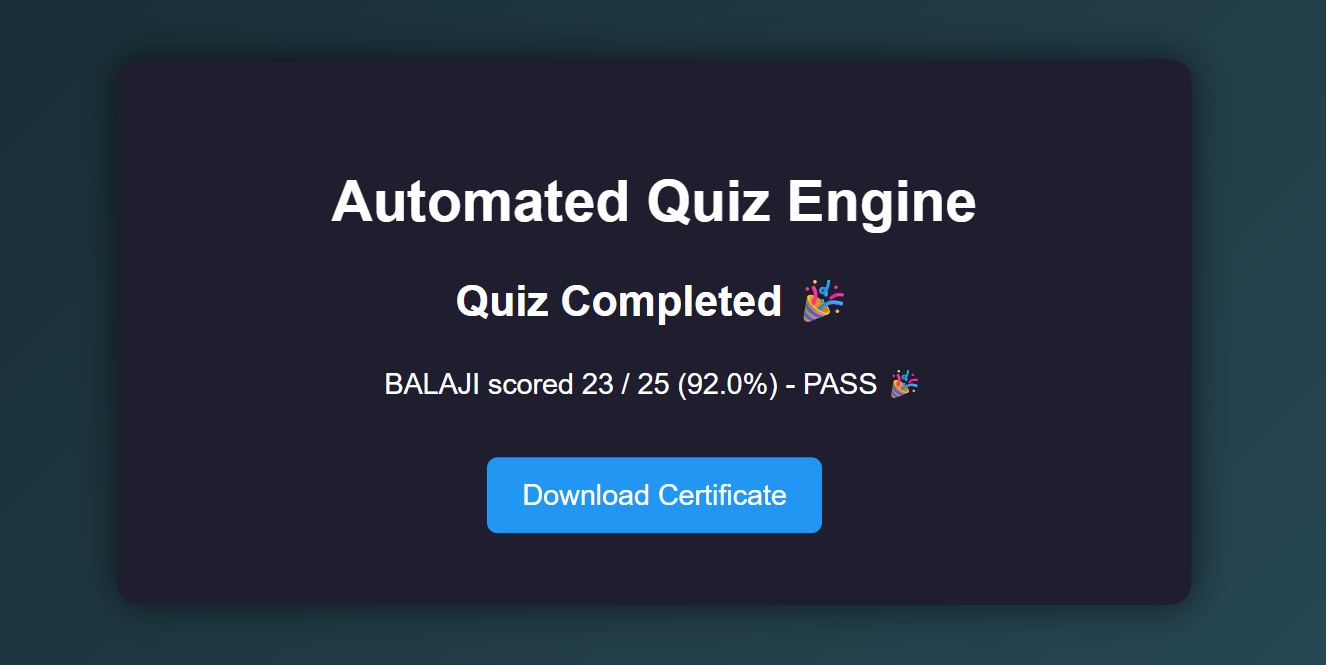 Automated Quiz Engine
Quiz Completed 🎉
BALAJI scored 23 / 25 (92.0%) - PASS 🎉
Download Certificate